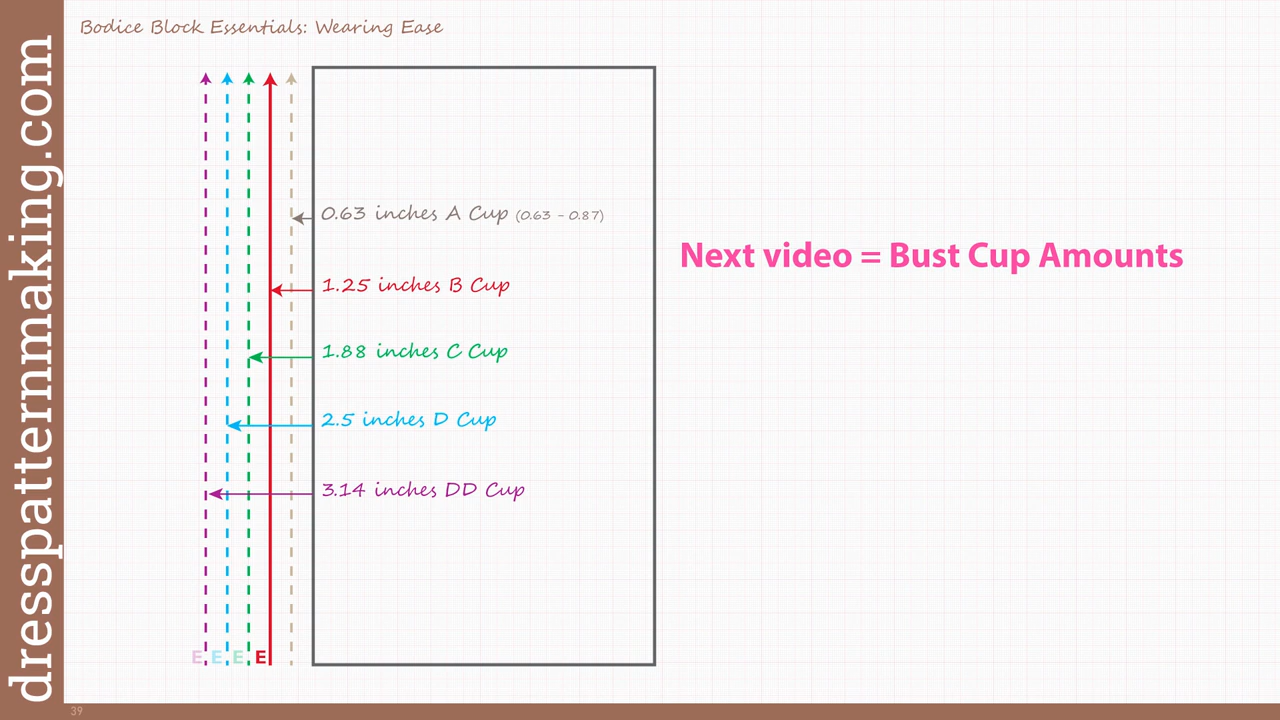 Bodice Block Essentials: Wearing Ease
dresspatternmaking.com
0.63 inches A Cup (0.63 - 0.87)
Next video = Bust Cup Amounts
1.25 inches B Cup
1.88 inches C Cup
2.5 inches D Cup
3.14 inches DD Cup
E E E E
39